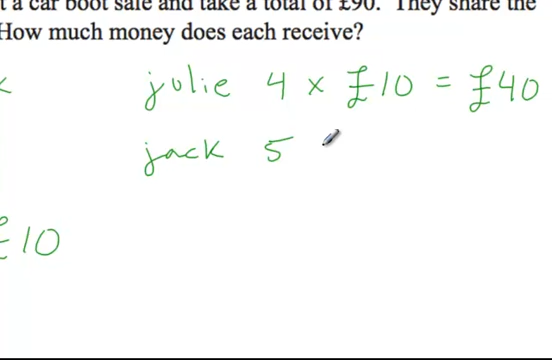 t a car boot sale and take a total of £90. They share the
How much money does each receive?
julie 4 × £10 = £40
jack 5
£10